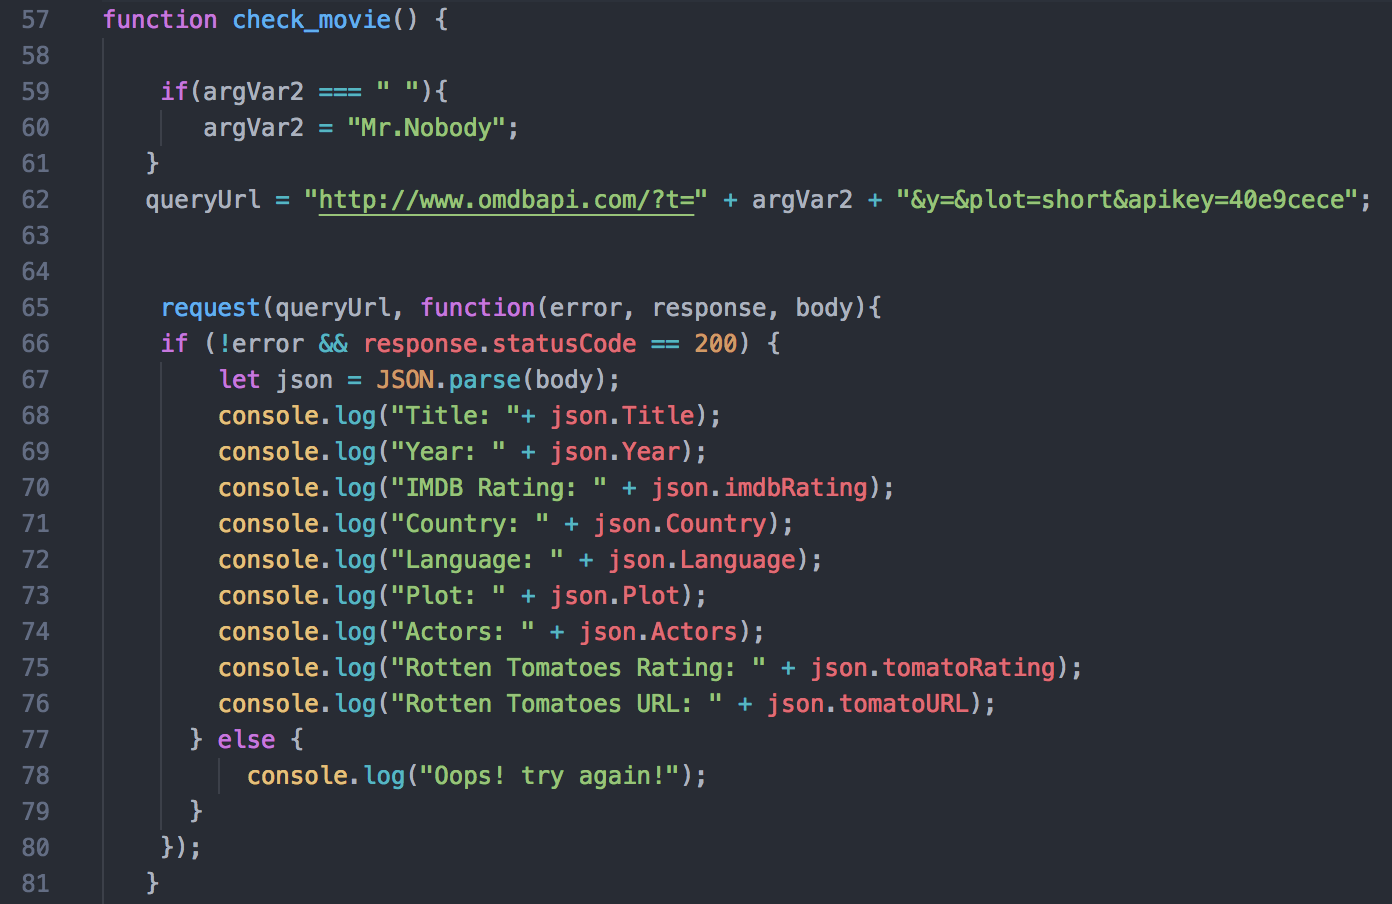 57 function check_movie() {
58
59 if(argVar2 === " "){
60 argVar2 = "Mr.Nobody";
61 }
62 queryUrl = "http://www.omdbapi.com/?t=" + argVar2 + "&y=&plot=short&apikey=40e9cece";
63
64
65 request(queryUrl, function(error, response, body){
66 if (!error && response.statusCode == 200) {
67 let json = JSON.parse(body);
68 console.log("Title: "+ json.Title);
69 console.log("Year: " + json.Year);
70 console.log("IMDB Rating: " + json.imdbRating);
71 console.log("Country: " + json.Country);
72 console.log("Language: " + json.Language);
73 console.log("Plot: " + json.Plot);
74 console.log("Actors: " + json.Actors);
75 console.log("Rotten Tomatoes Rating: " + json.tomatoRating);
76 console.log("Rotten Tomatoes URL: " + json.tomatoURL);
77 } else {
78 console.log("Oops! try again!");
79 }
80 });
81 }